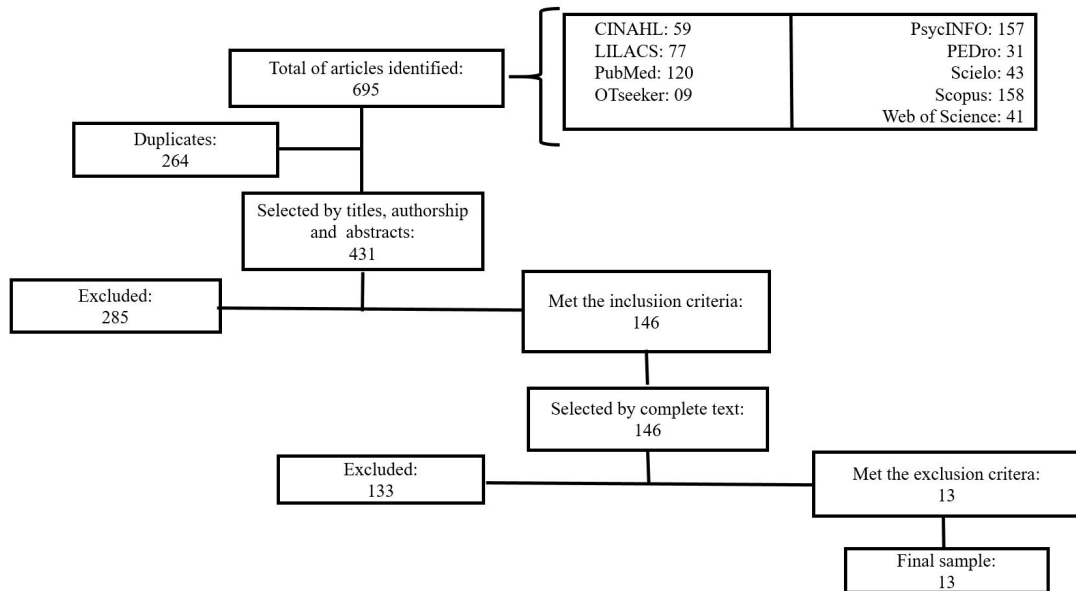 Total of articles identified:
695
CINAHL: 59
LILACS: 77
PubMed: 120
OTseeker: 09
PsycINFO: 157
PEDro: 31
Scielo: 43
Scopus: 158
Web of Science: 41
Duplicates:
264
Selected by titles, authorship
and abstracts:
431
Excluded:
285
Met the inclusiion criteria:
146
Selected by complete text:
146
Excluded:
133
Met the exclusion critera:
13
Final sample:
13